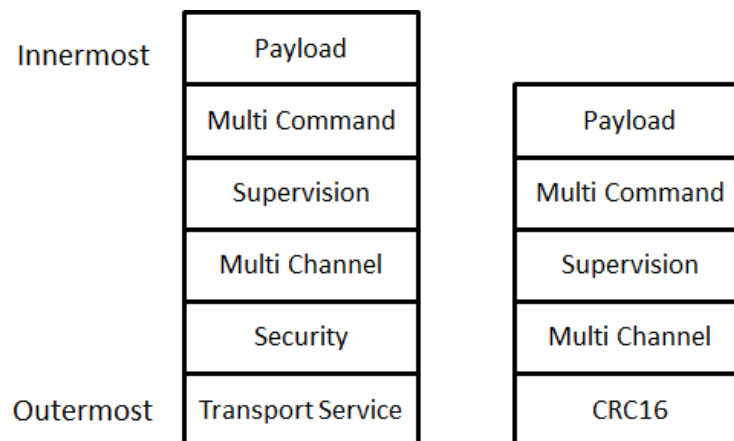 Innermost
Payload
Multi Command
Supervision
Multi Channel
Security
Outermost
Transport Service
Payload
Multi Command
Supervision
Multi Channel
CRC16